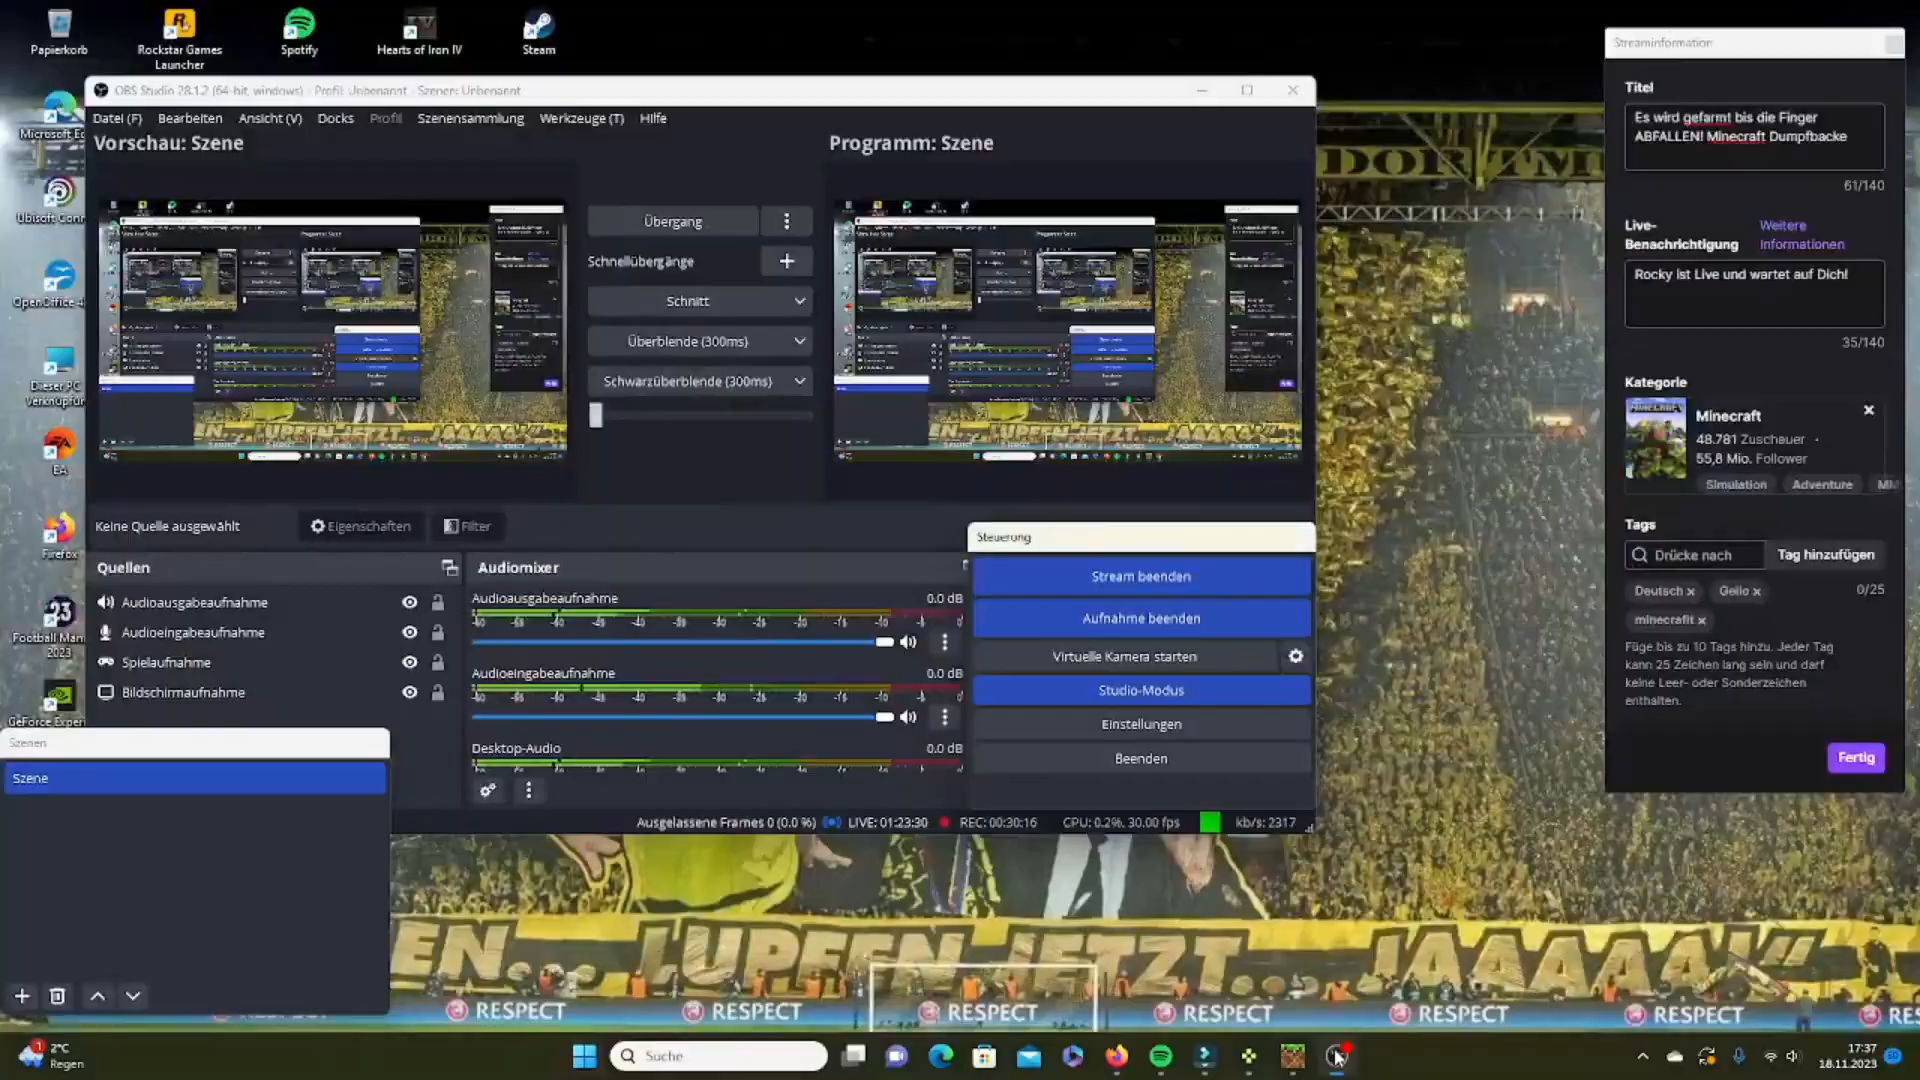 Papierkorb
Rockstar Games
Launcher
Spotify
Hearts of Iron IV
Steam
Microsoft Ed
Ubisoft Conn
OpenOffice 4
Dieser PC
Verknüpfun
EA
Firefox
Football Man
2023
GeForce Exper
OBS Studio 28.1.2 (64-bit, windows) - Profil: Unbenannt - Szenen: Unbenannt
Datei (F)
Bearbeiten
Ansicht (V)
Docks
Profil
Szenensammlung
Werkzeuge (T)
Hilfe
Vorschau: Szene
Programm: Szene
Übergang
Schnellübergänge
Schnitt
Überblende (300ms)
Schwarzüberblende (300ms)
Keine Quelle ausgewählt
Eigenschaften
Filter
Quellen
Audioausgabeaufnahme
Audioeingabeaufnahme
Spielaufnahme
Bildschirmaufnahme
Audiomixer
Audioausgabeaufnahme
0.0 dB
Audioeingabeaufnahme
0.0 dB
Desktop-Audio
0.0 dB
Steuerung
Stream beenden
Aufnahme beenden
Virtuelle Kamera starten
Studio-Modus
Einstellungen
Beenden
Ausgelassene Frames 0 (0.0 %)
LIVE: 01:23:30
REC: 00:30:16
CPU: 0.2%, 30.00 fps
kb/s: 2317
Szenen
Szene
Streaminformation
Titel
Es wird gefarmt bis die Finger
ABFALLEN! Minecraft Dumpfbacke
61/140
Live-
Benachrichtigung
Weitere
Informationen
Rocky ist Live und wartet auf Dich!
35/140
Kategorie
Minecraft
48.781 Zuschauer ·
55,8 Mio. Follower
Simulation
Adventure
Tags
Drücke nach
Tag hinzufügen
Deutsch
Geilo
0/25
minecrafit
Füge bis zu 10 Tags hinzu. Jeder Tag
kann 25 Zeichen lang sein und darf
keine Leer- oder Sonderzeichen
enthalten.
Fertig
DORTM
EN... LUPFEN JETZT... JAAAAA!"
RESPECT
RESPECT
RESPECT
RESPECT
RESPECT
RESPECT
RES
1
2°C
Regen
Suche
17:37
18.11.2023